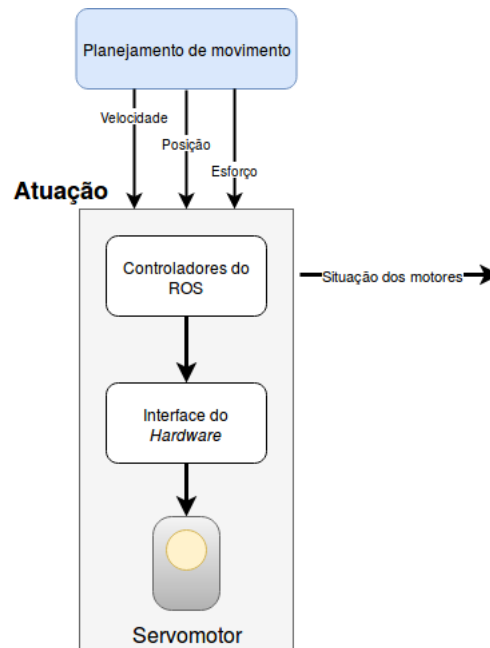 Planejamento de movimento
Velocidade
Posição
Esforço
Atuação
Controladores do
ROS
Situação dos motores
Interface do
Hardware
Servomotor